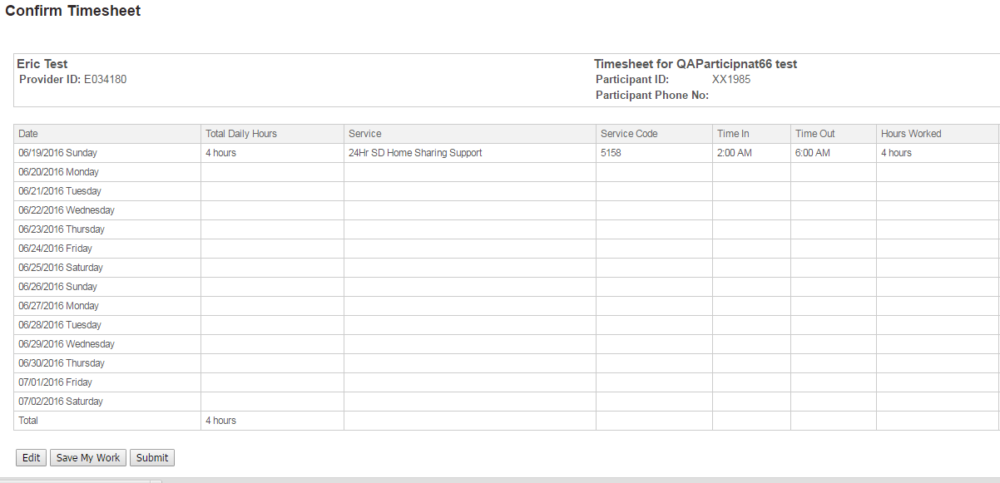 Confirm Timesheet
Eric Test
Timesheet for QAParticipnat66 test
Provider ID: E034180
Participant ID: XX1985
Participant Phone No:
Date Total Daily Hours Service Service Code Time In Time Out Hours Worked
06/19/2016 Sunday 4 hours 24Hr SD Home Sharing Support 5158 2:00 AM 6:00 AM 4 hours
06/20/2016 Monday
06/21/2016 Tuesday
06/22/2016 Wednesday
06/23/2016 Thursday
06/24/2016 Friday
06/25/2016 Saturday
06/26/2016 Sunday
06/27/2016 Monday
06/28/2016 Tuesday
06/29/2016 Wednesday
06/30/2016 Thursday
07/01/2016 Friday
07/02/2016 Saturday
Total 4 hours
Edit Save My Work Submit